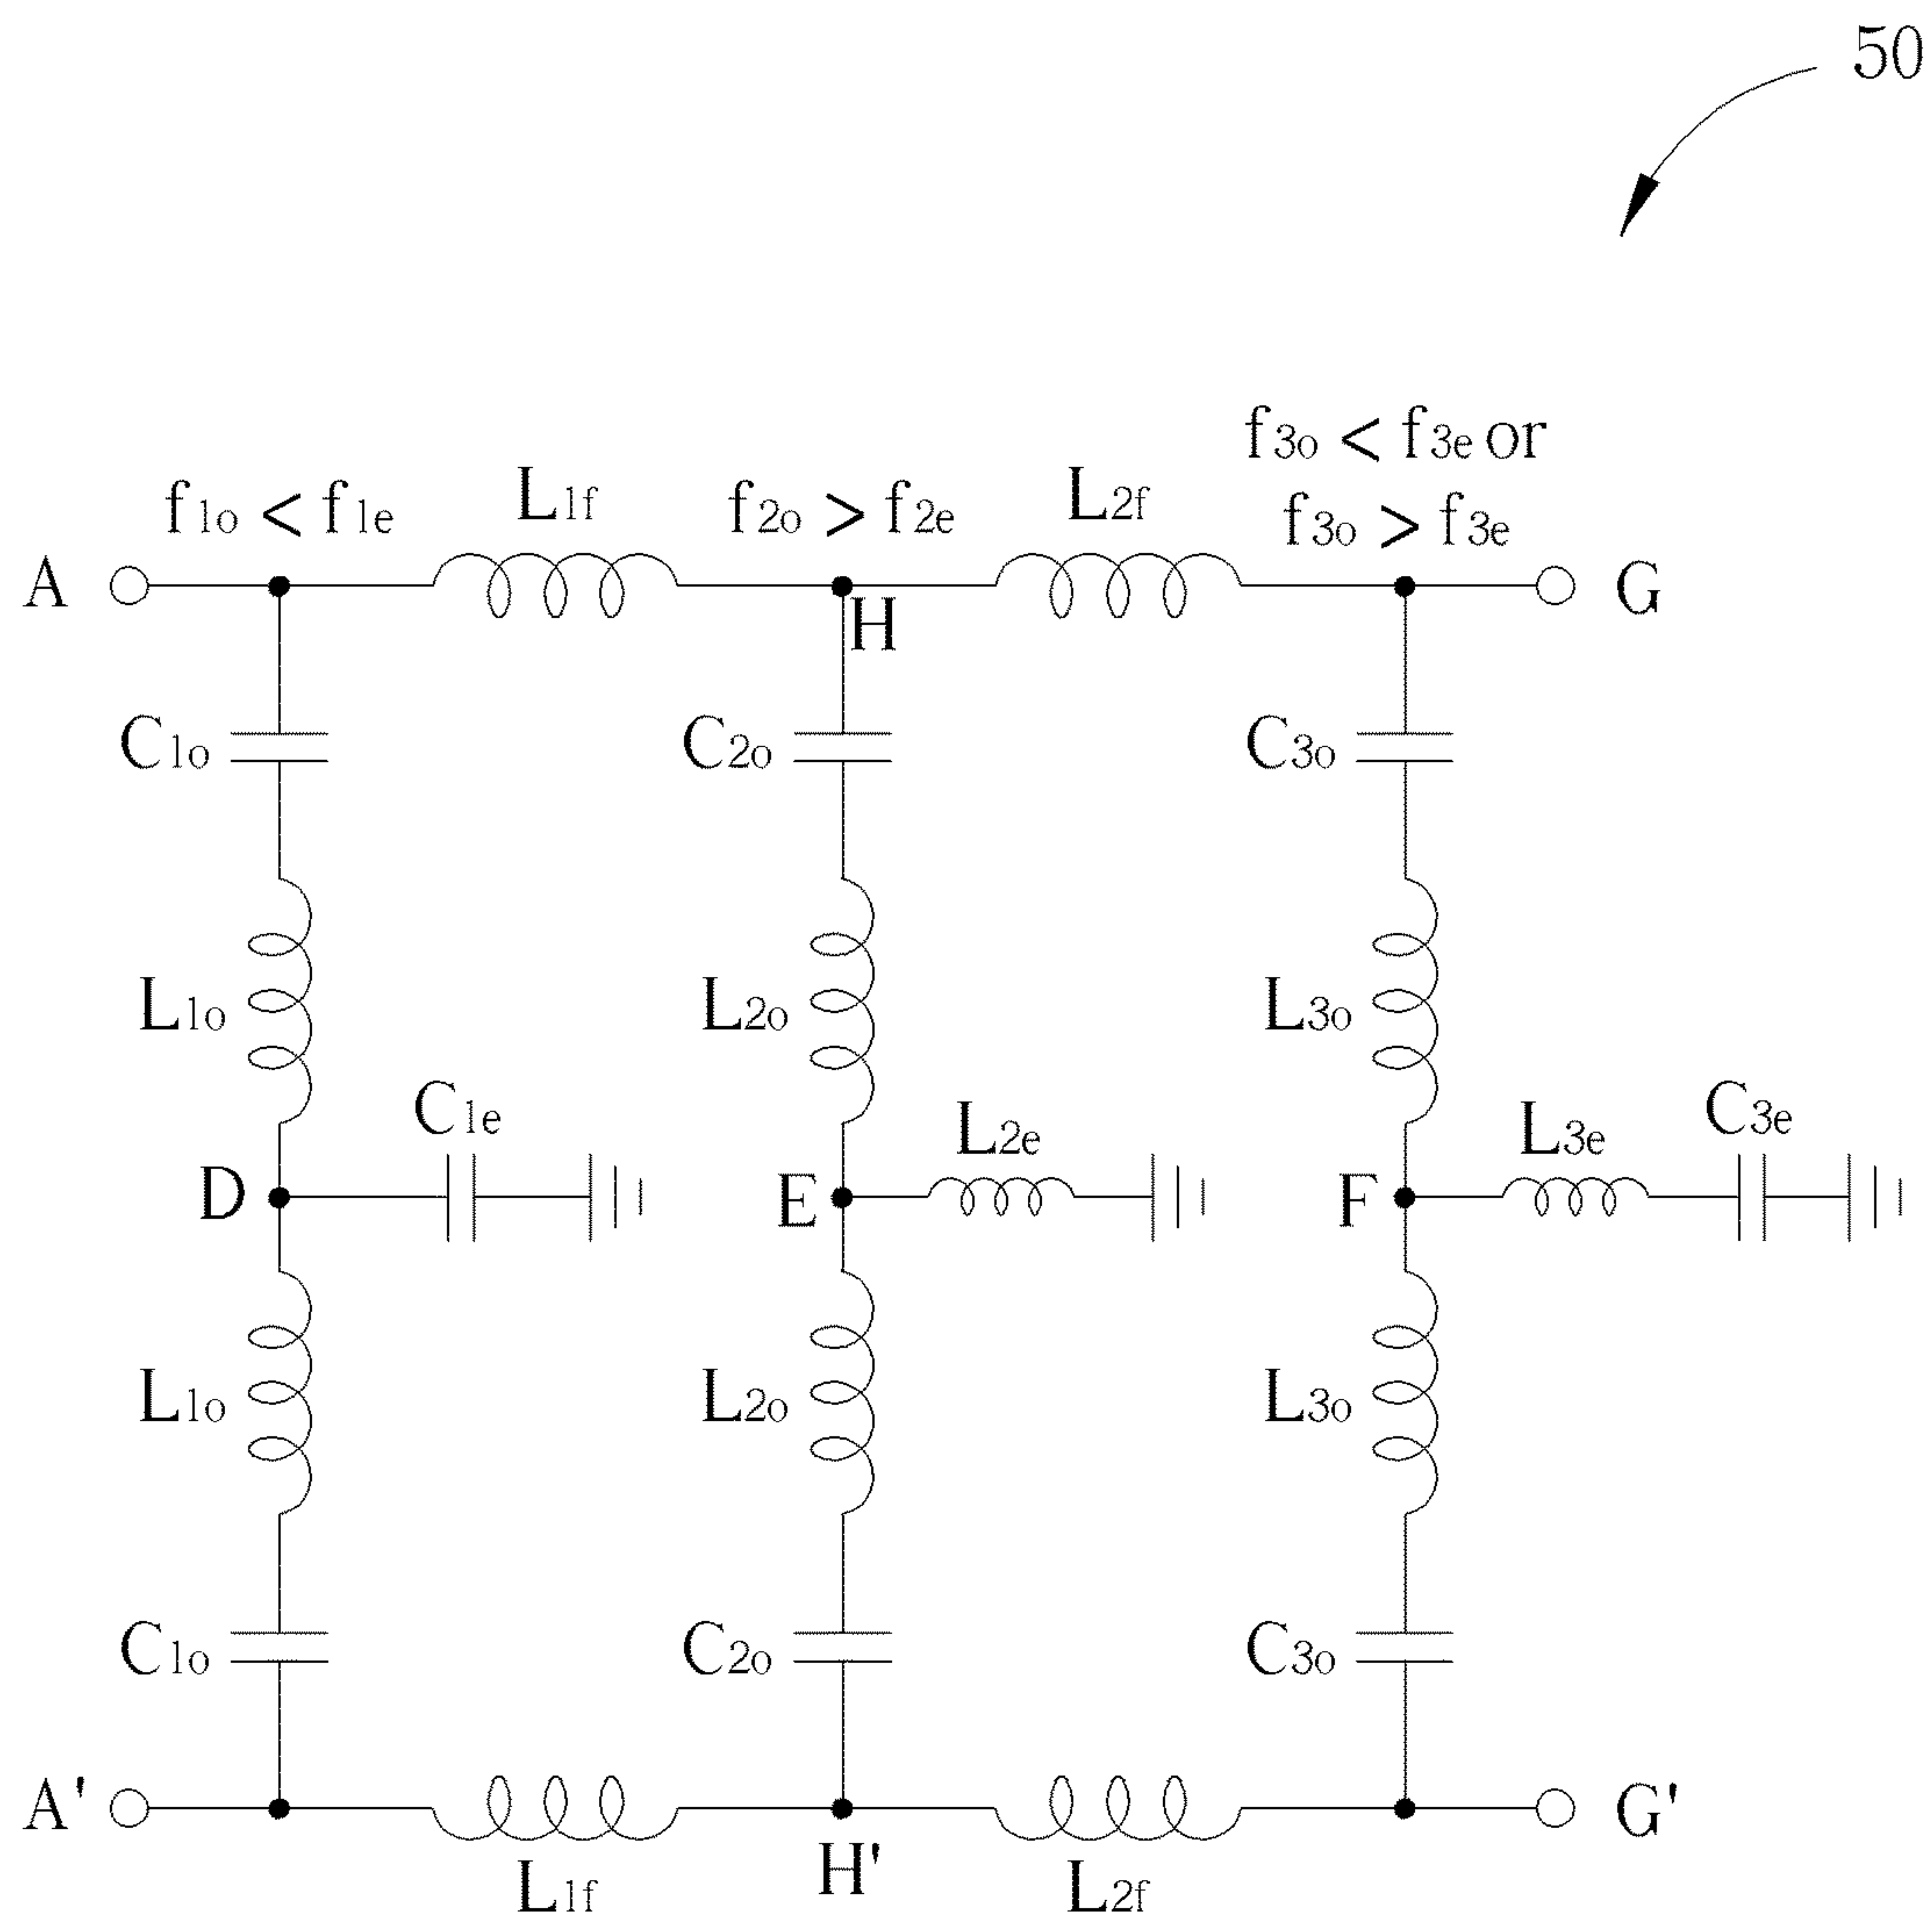 50
f3o < f3e or
f1o < f1e L1f f2o > f2e L2f f3o > f3e
A H G
C1o C2o C3o
L1o L2o L3o
C1e L2e L3e C3e
D E F
L1o L2o L3o
C1o C2o C3o
A' H' G'
L1f L2f